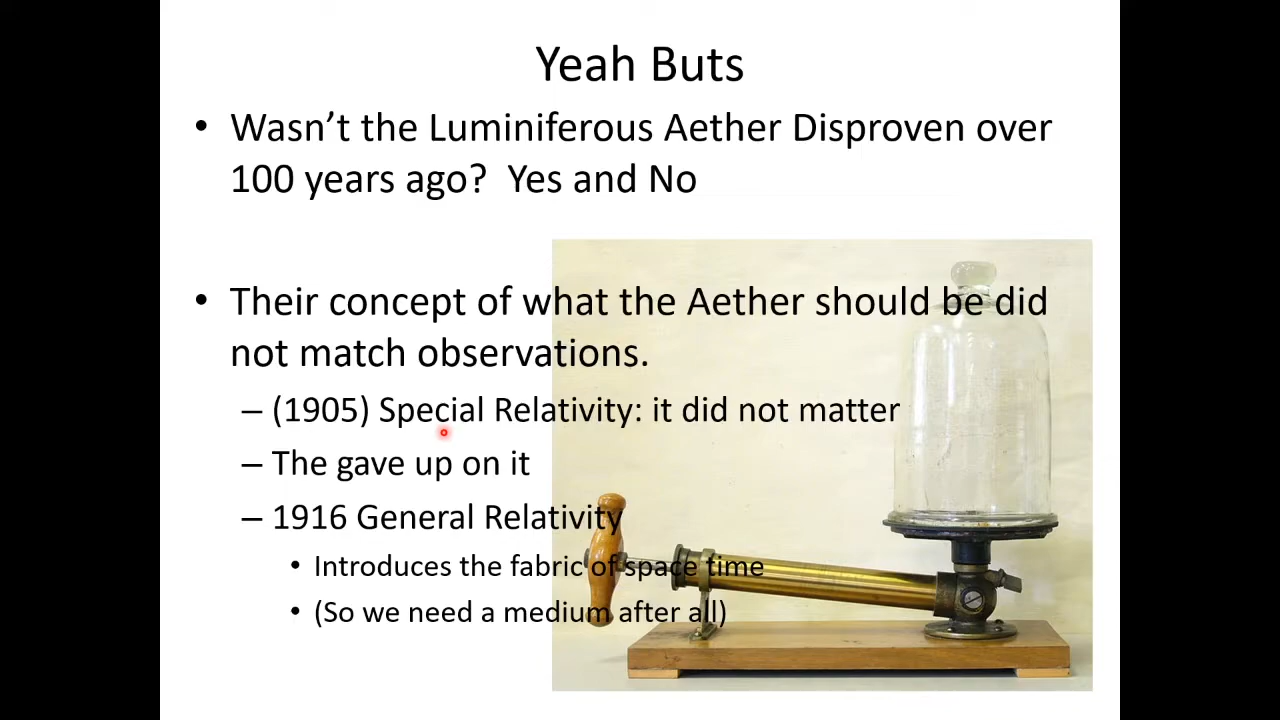 Yeah Buts
• Wasn’t the Luminiferous Aether Disproven over
100 years ago?  Yes and No
• Their concept of what the Aether should be did
not match observations.
– (1905) Special Relativity: it did not matter
– The gave up on it
– 1916 General Relativity
• Introduces the fabric of space time
• (So we need a medium after all)